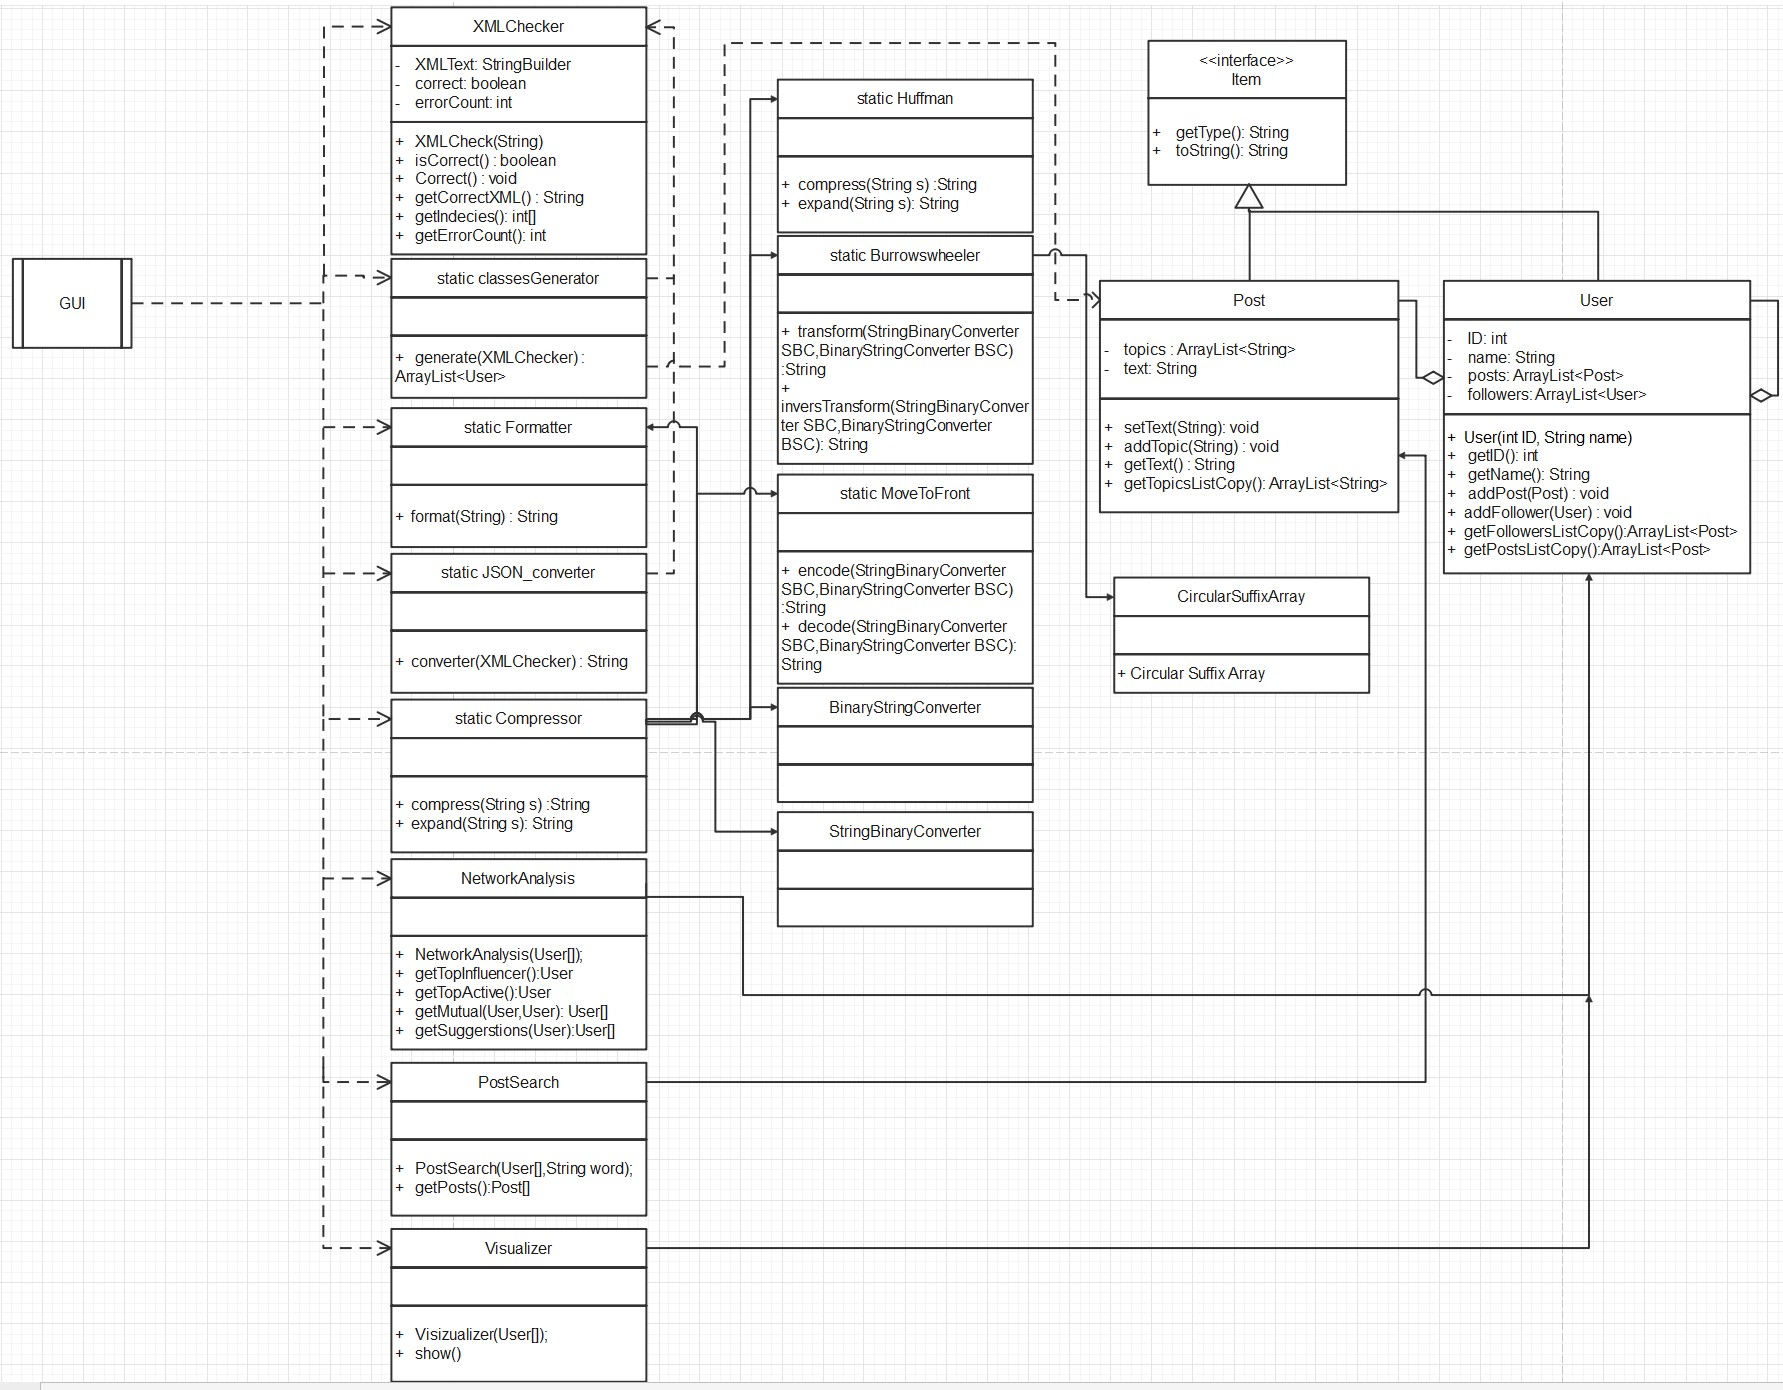 GUI
XMLChecker
- XMLText: StringBuilder
- correct: boolean
- errorCount: int
+ XMLCheck(String)
+ isCorrect() : boolean
+ Correct() : void
+ getCorrectXML() : String
+ getIndecies(): int[]
+ getErrorCount(): int
static classesGenerator
+ generate(XMLChecker) :
ArrayList<User>
static Formatter
+ format(String) : String
static JSON_converter
+ converter(XMLChecker) : String
static Compressor
+ compress(String s) :String
+ expand(String s): String
NetworkAnalysis
+ NetworkAnalysis(User[]);
+ getTopInfluencer():User
+ getTopActive():User
+ getMutual(User,User): User[]
+ getSuggerstions(User):User[]
PostSearch
+ PostSearch(User[],String word);
+ getPosts():Post[]
Visualizer
+ Visizualizer(User[]);
+ show()
static Huffman
+ compress(String s) :String
+ expand(String s): String
static Burrowswheeler
+ transform(StringBinaryConverter
SBC,BinaryStringConverter BSC)
:String
+
inversTransform(StringBinaryConver
ter SBC,BinaryStringConverter
BSC): String
static MoveToFront
+ encode(StringBinaryConverter
SBC,BinaryStringConverter BSC)
:String
+ decode(StringBinaryConverter
SBC,BinaryStringConverter BSC):
String
BinaryStringConverter
StringBinaryConverter
<<interface>>
Item
+ getType(): String
+ toString(): String
Post
- topics : ArrayList<String>
- text: String
+ setText(String): void
+ addTopic(String) : void
+ getText() : String
+ getTopicsListCopy(): ArrayList<String>
CircularSuffixArray
+ Circular Suffix Array
User
- ID: int
- name: String
- posts: ArrayList<Post>
- followers: ArrayList<User>
+ User(int ID, String name)
+ getID(): int
+ getName(): String
+ addPost(Post) : void
+ addFollower(User) : void
+ getFollowersListCopy():ArrayList<Post>
+ getPostsListCopy():ArrayList<Post>